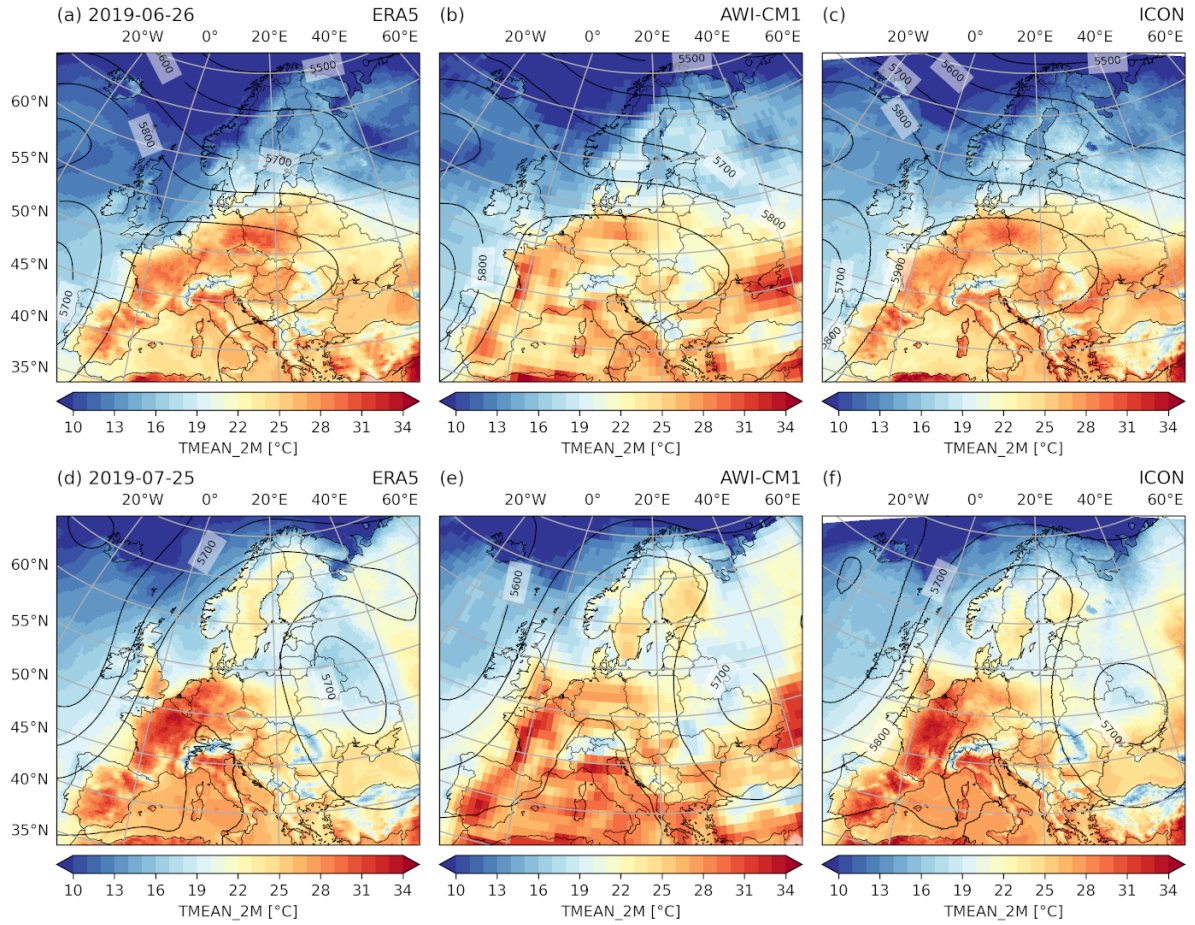 (a) 2019-06-26 ERA5 (b) AWI-CM1 (c) ICON
20°W 0° 20°E 40°E 60°E 20°W 0° 20°E 40°E 60°E 20°W 0° 20°E 40°E 60°E
5600 5500 5500 5700 5600 5500
60°N
5800 5800
55°N 5700 5700
50°N
5800
45°N 5800 5900
5700 5700
40°N
5800
35°N
10 13 16 19 22 25 28 31 34 10 13 16 19 22 25 28 31 34 10 13 16 19 22 25 28 31 34
TMEAN_2M [°C] TMEAN_2M [°C] TMEAN_2M [°C]
(d) 2019-07-25 ERA5 (e) AWI-CM1 (f) ICON
20°W 0° 20°E 40°E 60°E 20°W 0° 20°E 40°E 60°E 20°W 0° 20°E 40°E 60°E
5700 5600 5700
60°N
55°N
50°N
5700 5700
45°N 5800 5700
40°N
35°N
10 13 16 19 22 25 28 31 34 10 13 16 19 22 25 28 31 34 10 13 16 19 22 25 28 31 34
TMEAN_2M [°C] TMEAN_2M [°C] TMEAN_2M [°C]